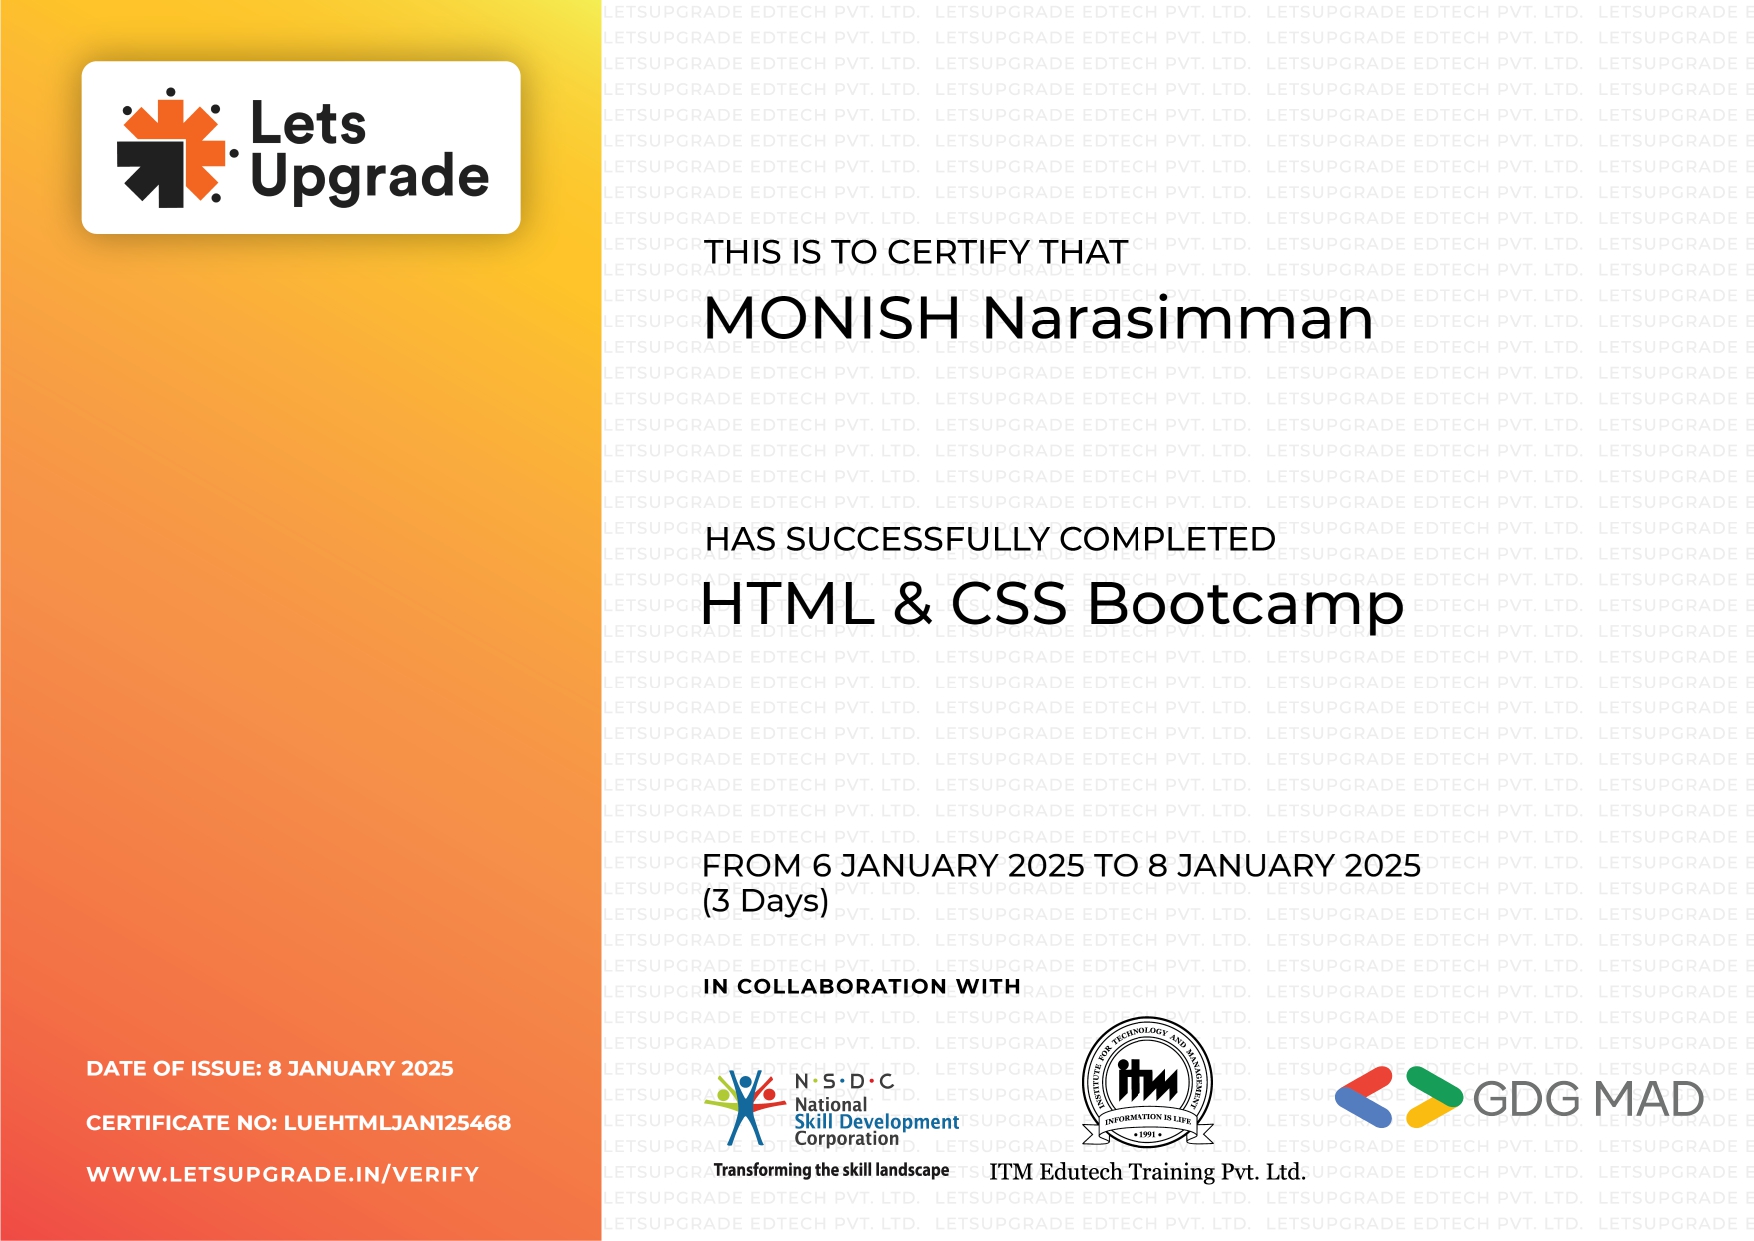 Lets
Upgrade
THIS IS TO CERTIFY THAT
MONISH Narasimman
HAS SUCCESSFULLY COMPLETED
HTML & CSS Bootcamp
FROM 6 JANUARY 2025 TO 8 JANUARY 2025
(3 Days)
IN COLLABORATION WITH
N·S·D·C
National
Skill Development
Corporation
Transforming the skill landscape
INSTITUTE FOR TECHNOLOGY AND MANAGEMENT
itm
INFORMATION IS LIFE
• 1991 •
ITM Edutech Training Pvt. Ltd.
GDG MAD
DATE OF ISSUE: 8 JANUARY 2025
CERTIFICATE NO: LUEHTMLJAN125468
WWW.LETSUPGRADE.IN/VERIFY
LETSUPGRADE EDTECH PVT. LTD.